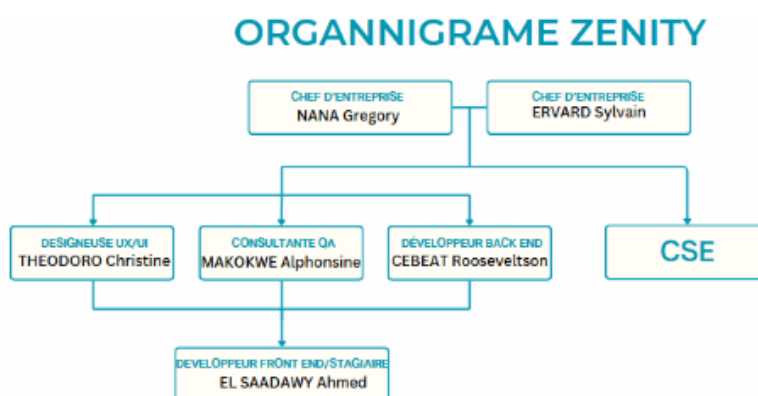 ORGANNIGRAME ZENITY
CHEF D'ENTREPRISE
NANA Gregory
CHEF D'ENTREPRISE
ERVARD Sylvain
DESIGNEUSE UX/UI
THEODORO Christine
CONSULTANTE QA
MAKOKWE Alphonsine
DÉVELOPPEUR BACK END
CEBEAT Rooseveltson
CSE
DEVELOPPEUR FRONT END/STAGIAIRE
EL SAADAWY Ahmed